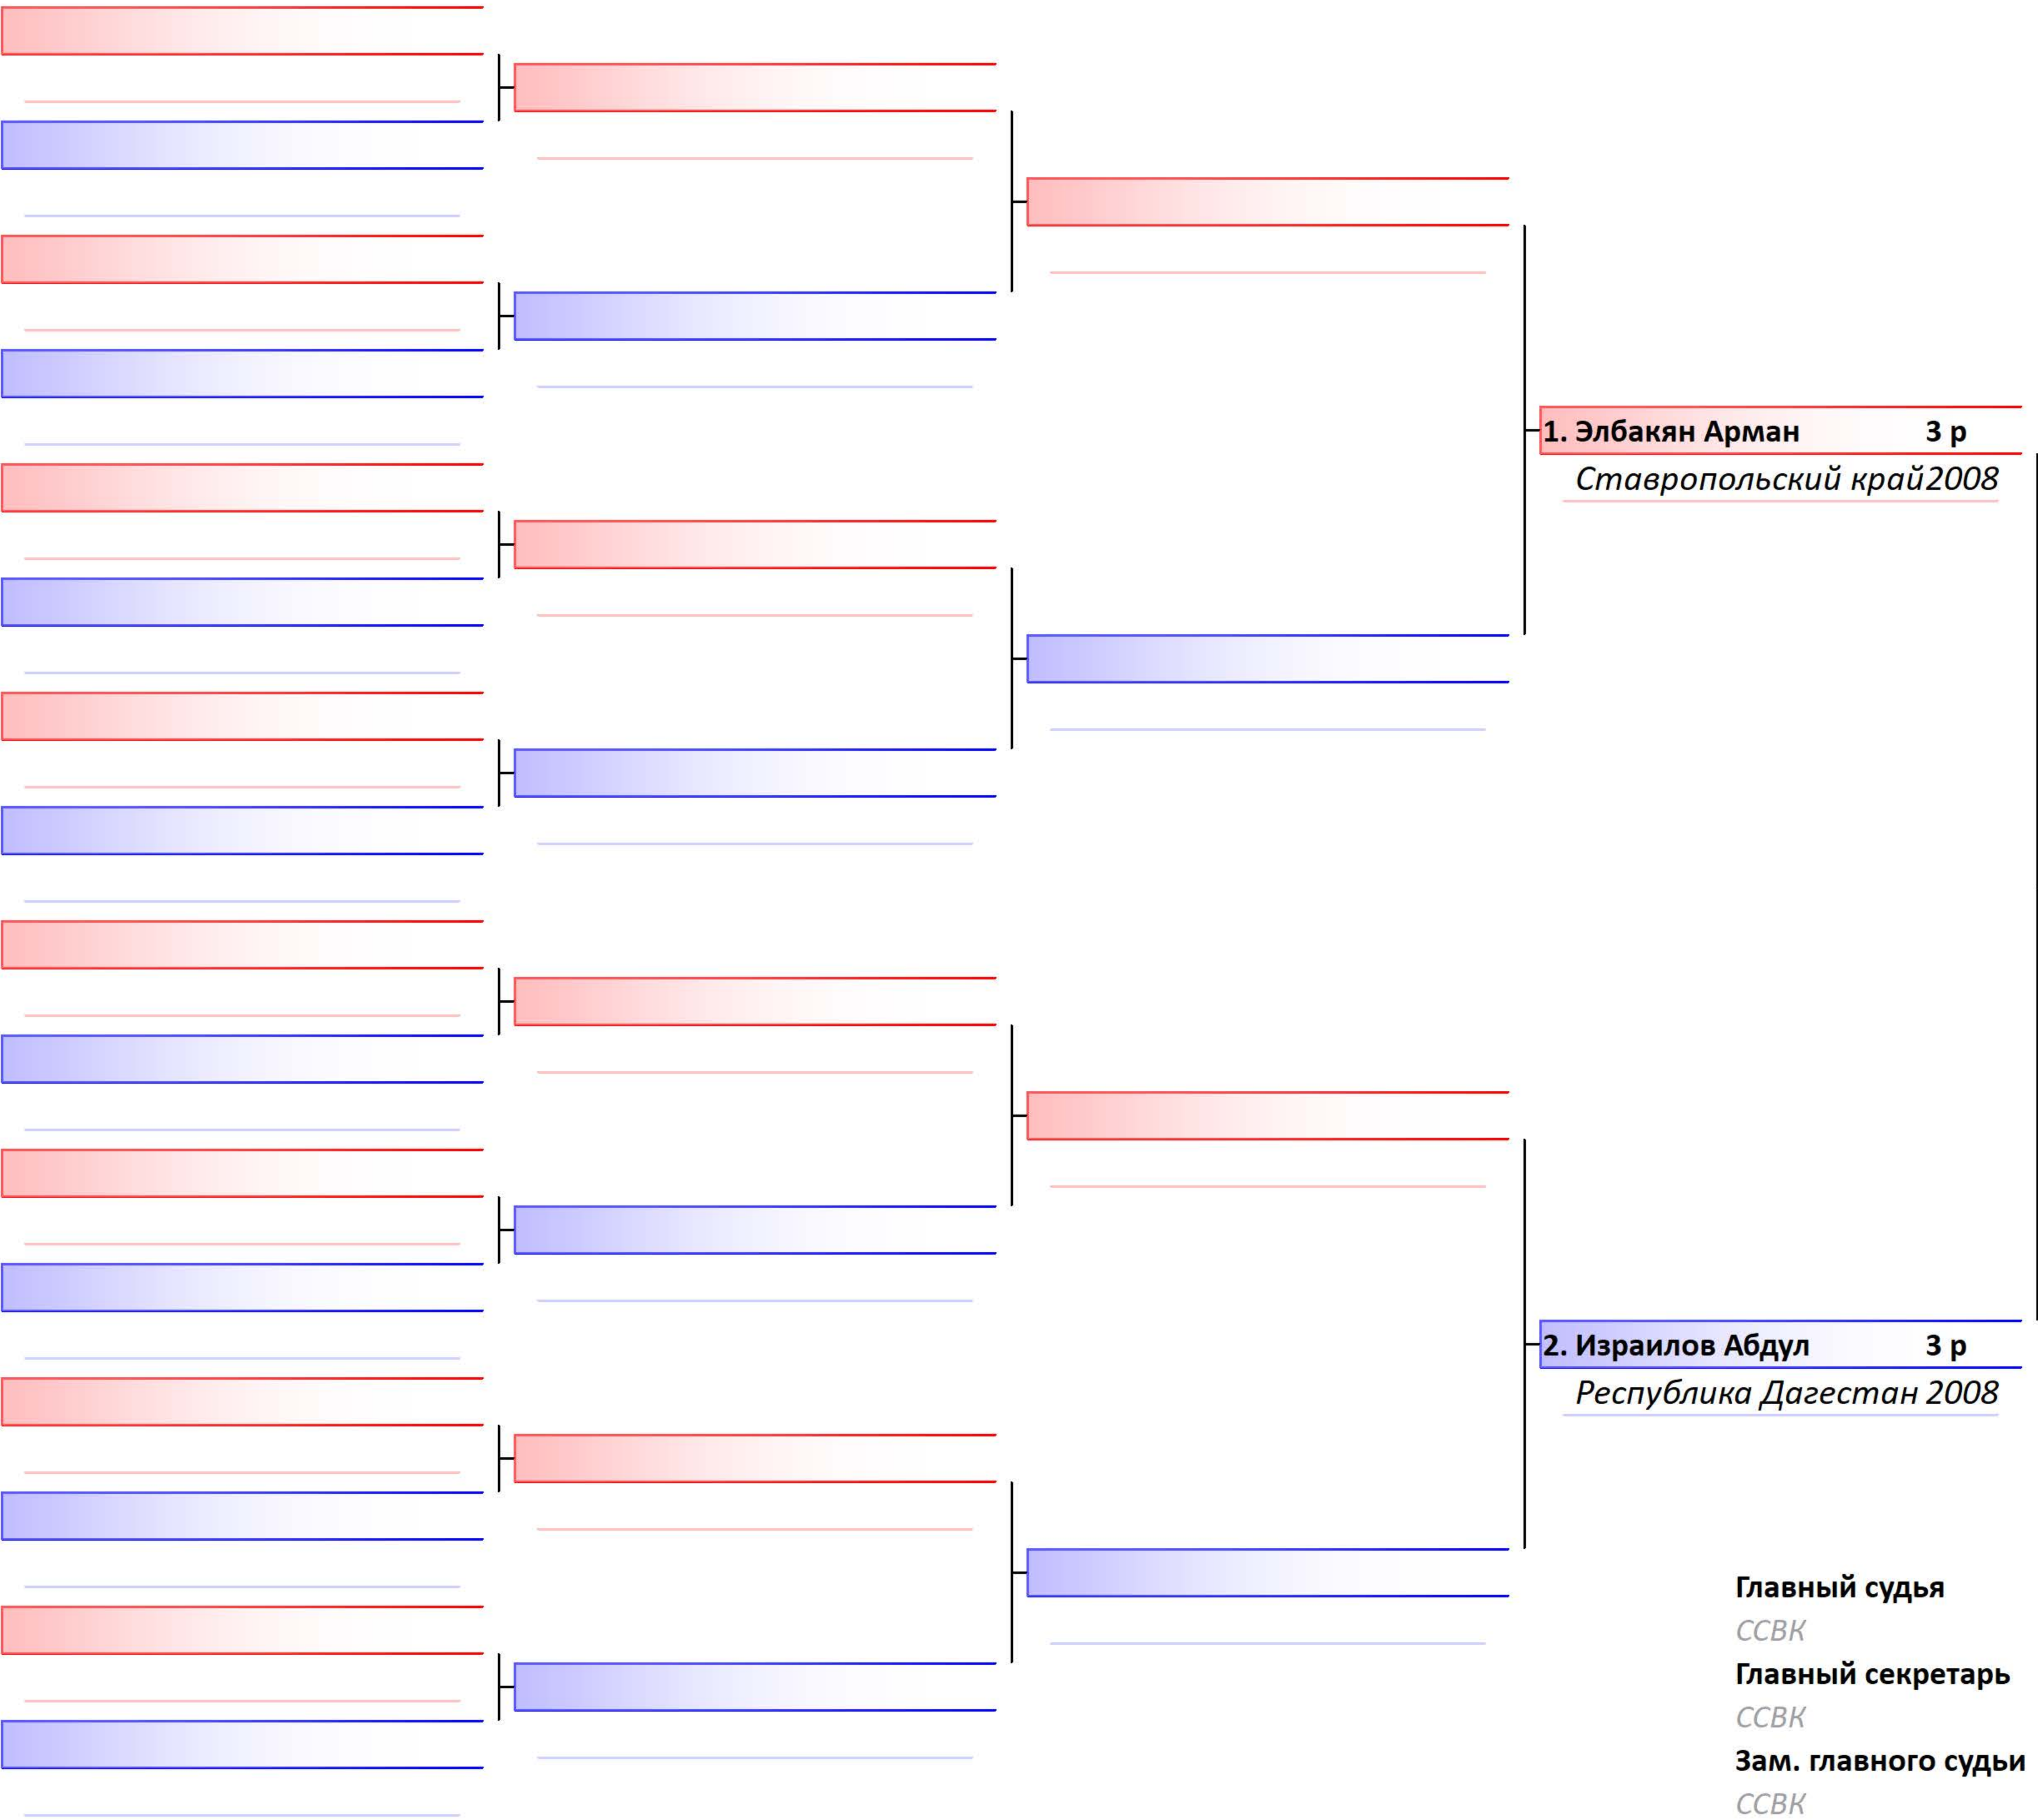 1. Элбакян Арман 3 р
Ставропольский край2008
2. Израилов Абдул 3 р
Республика Дагестан 2008
Главный судья
ССВК
Главный секретарь
ССВК
Зам. главного судьи
ССВК